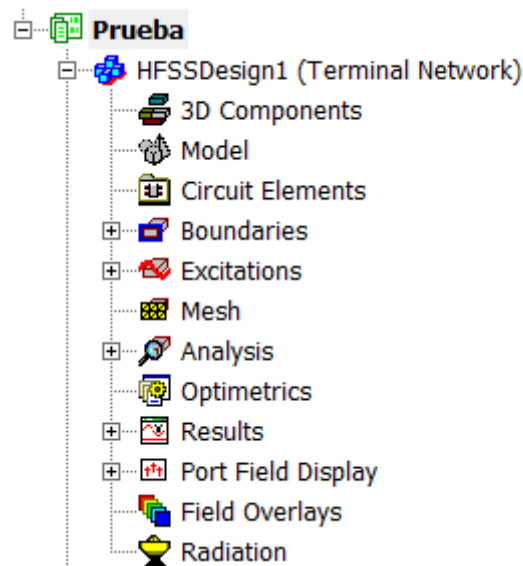 Prueba
HFSSDesign1 (Terminal Network)
3D Components
Model
Circuit Elements
Boundaries
Excitations
Mesh
Analysis
Optimetrics
Results
Port Field Display
Field Overlays
Radiation